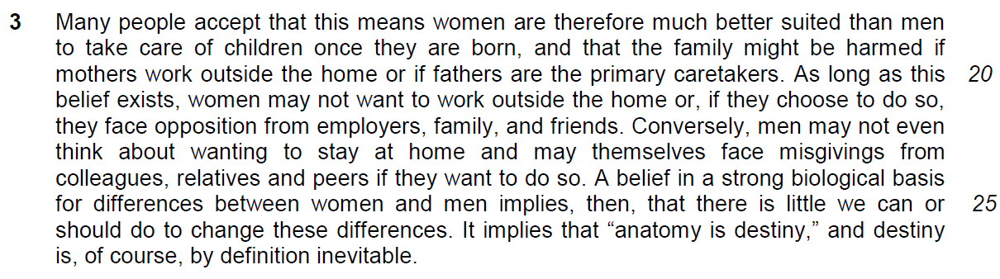 3 Many people accept that this means women are therefore much better suited than men
to take care of children once they are born, and that the family might be harmed if
mothers work outside the home or if fathers are the primary caretakers. As long as this 20
belief exists, women may not want to work outside the home or, if they choose to do so,
they face opposition from employers, family, and friends. Conversely, men may not even
think about wanting to stay at home and may themselves face misgivings from
colleagues, relatives and peers if they want to do so. A belief in a strong biological basis
for differences between women and men implies, then, that there is little we can or 25
should do to change these differences. It implies that “anatomy is destiny,” and destiny
is, of course, by definition inevitable.